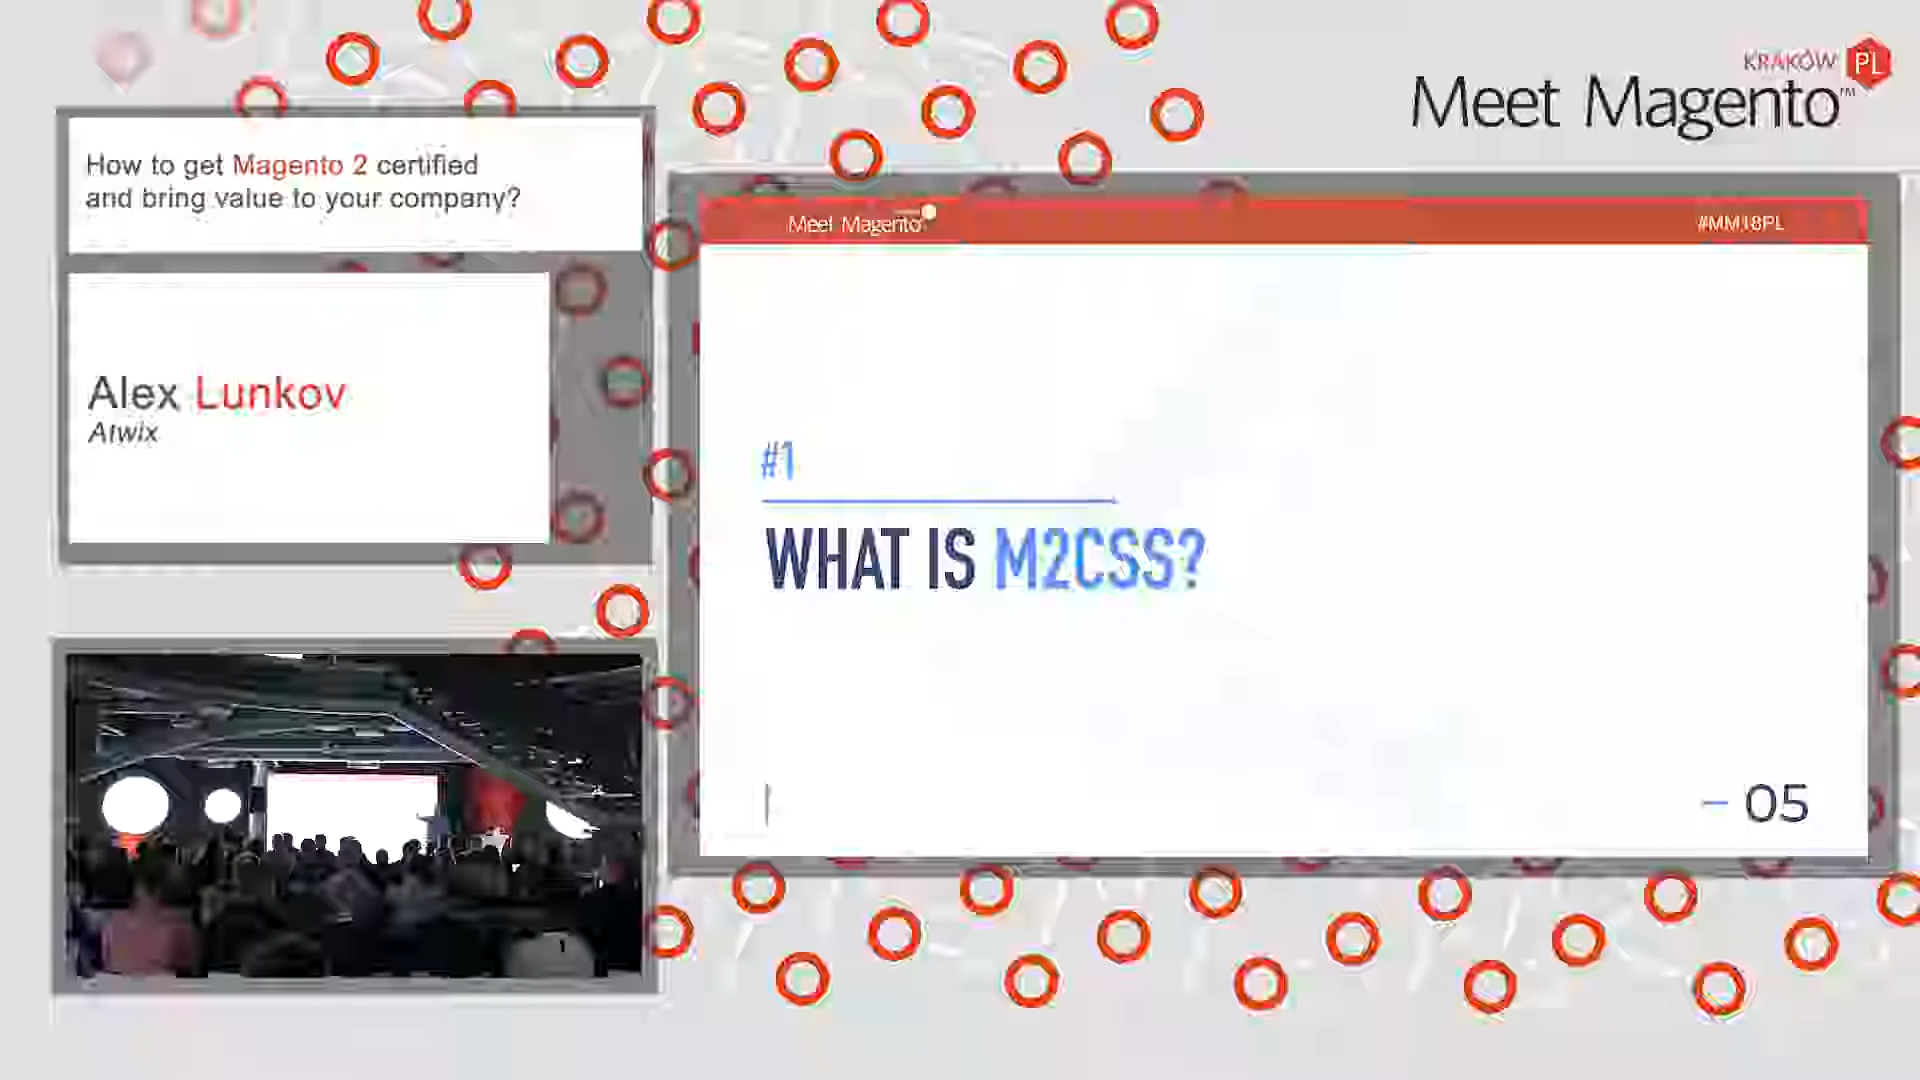 KRAKÓW PL
Meet Magento™
How to get Magento 2 certified
and bring value to your company?
Alex Lunkov
Atwix
Meet Magento
#MM18PL
#1
WHAT IS M2CSS?
05